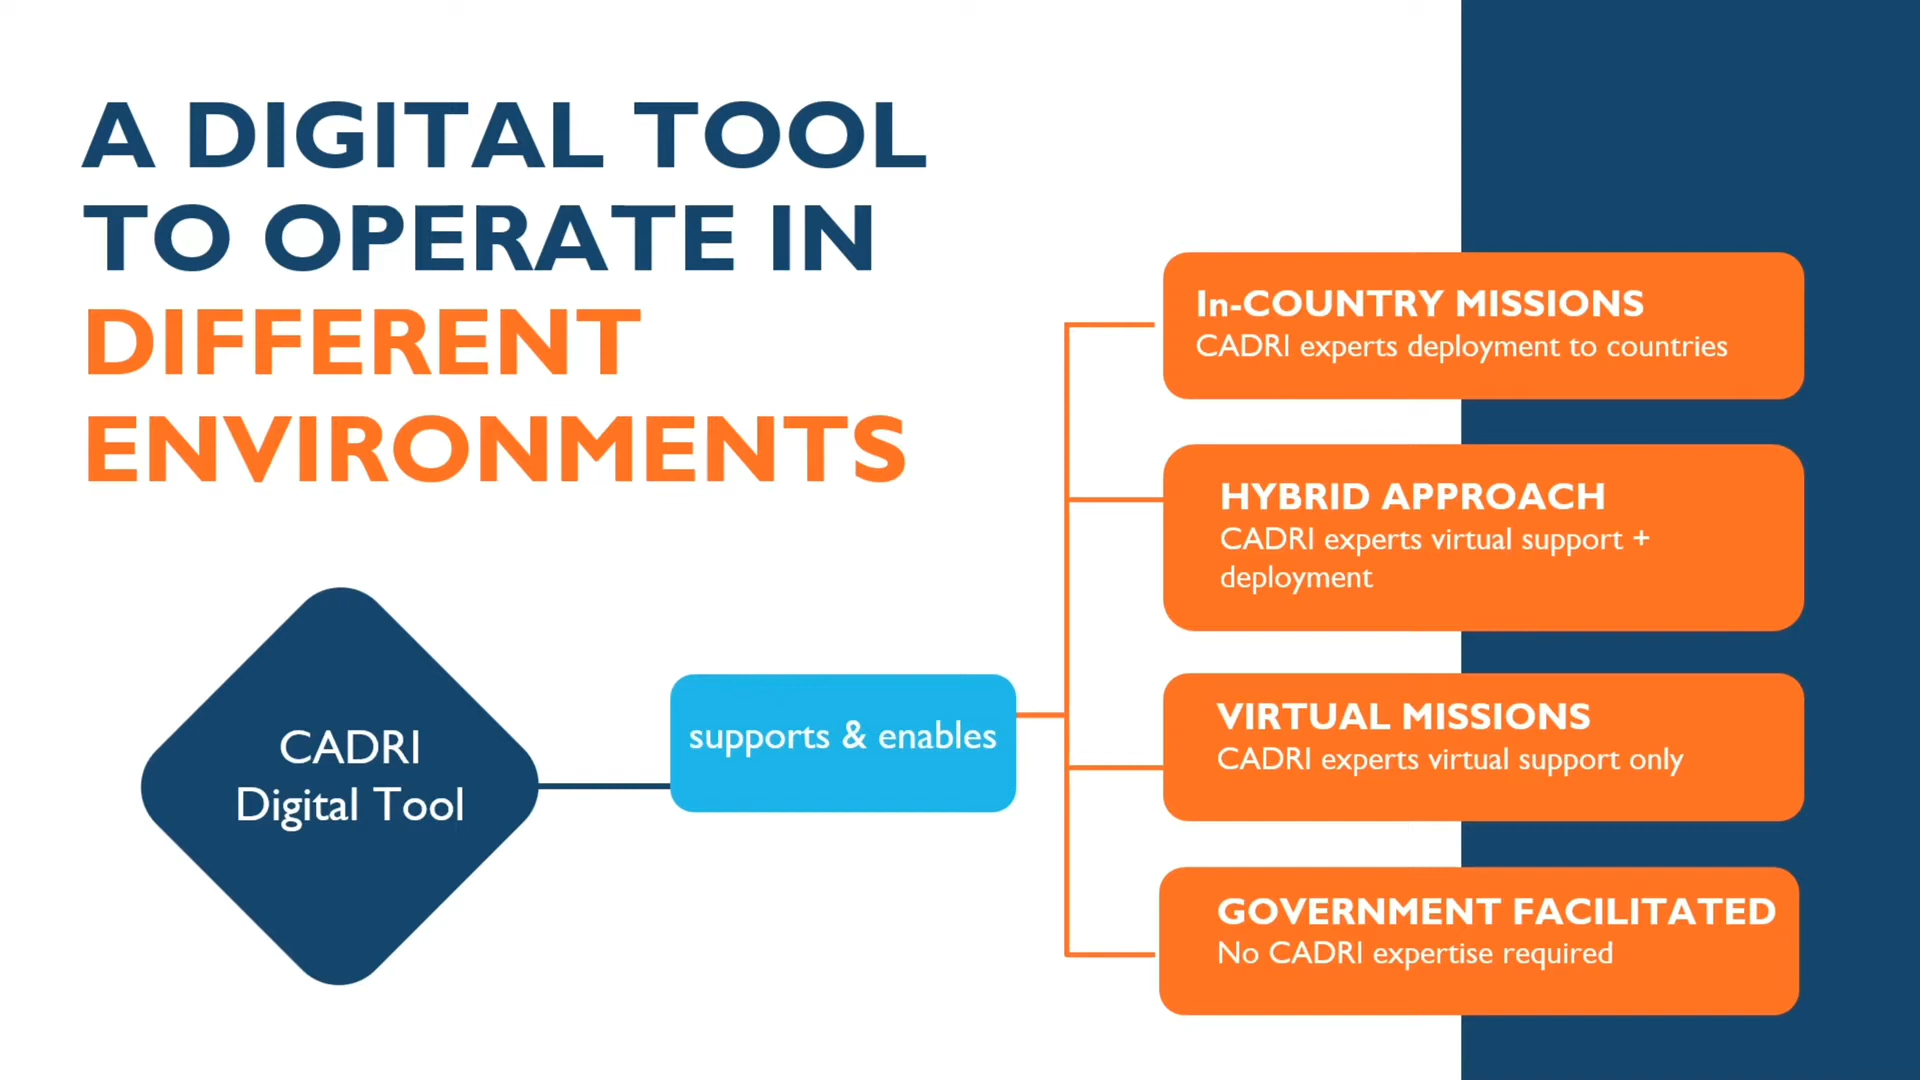 A DIGITAL TOOL
TO OPERATE IN
DIFFERENT
ENVIRONMENTS
CADRI
Digital Tool
supports & enables
In-COUNTRY MISSIONS
CADRI experts deployment to countries
HYBRID APPROACH
CADRI experts virtual support +
deployment
VIRTUAL MISSIONS
CADRI experts virtual support only
GOVERNMENT FACILITATED
No CADRI expertise required